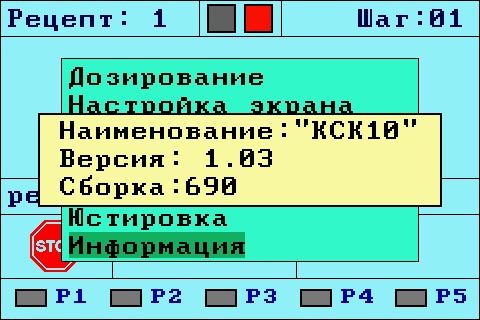 Рецепт: 1 Шаг:01
Дозирование
Настройка экрана
Наименование:"КСК10"
Версия: 1.03
Сборка:690
ре
Юстировка
STO
Информация
P1 P2 P3 P4 P5